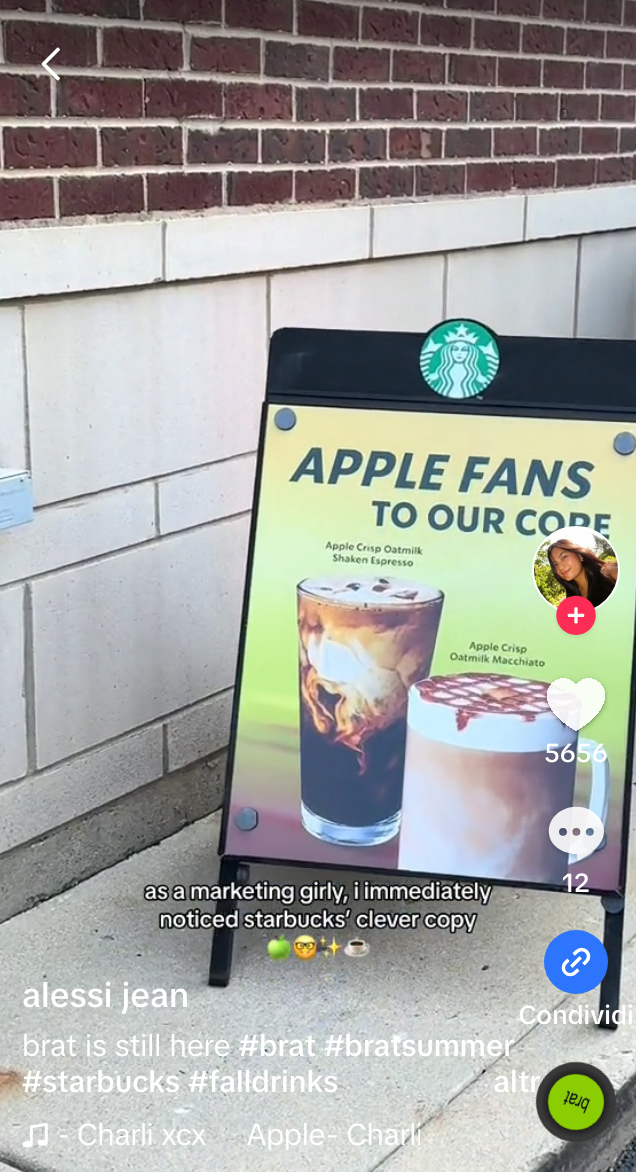 APPLE FANS
TO OUR CORE
Apple Crisp Oatmilk
Shaken Espresso
Apple Crisp
Oatmilk Macchiato
5656
12
as a marketing girly, i immediately
noticed starbucks' clever copy
🍏🤓✨☕
alessi jean
Condividi
brat is still here #brat #bratsummer
#starbucks #falldrinks altr
- Charli xcx Apple- Charli
brat